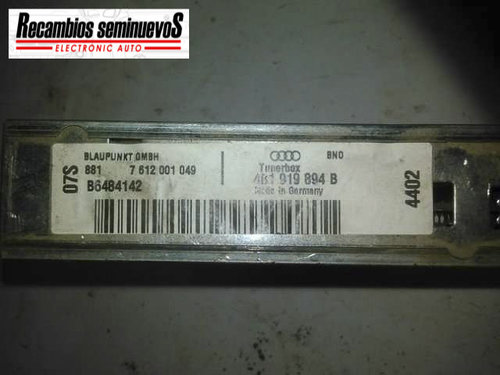 Recambios seminuevoS
ELECTRONIC AUTO
07S
BLAUPUNKT GMBH
881 7 612 001 049
B6484142
BNO
Tunerbox
4B1 919 894 B
Made in Germany
4402